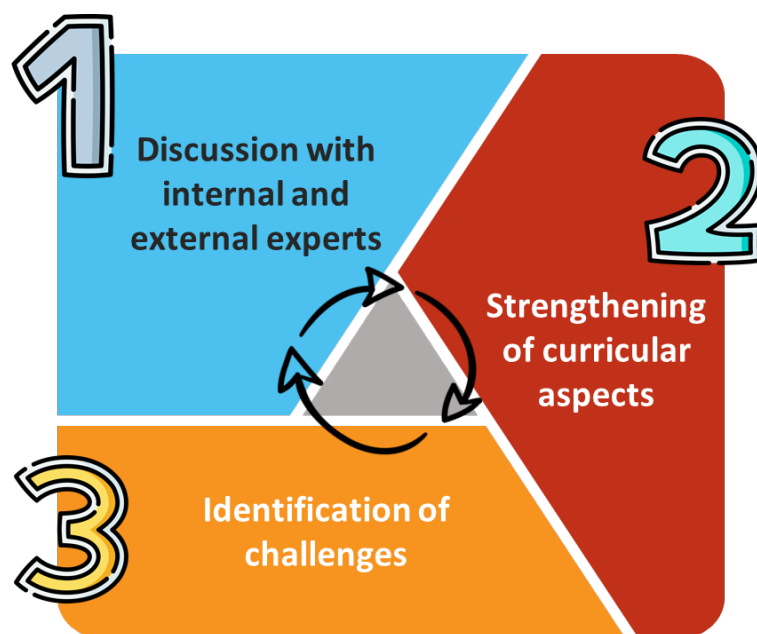 1
Discussion with
internal and
external experts
2
Strengthening
of curricular
aspects
3
Identification of
challenges